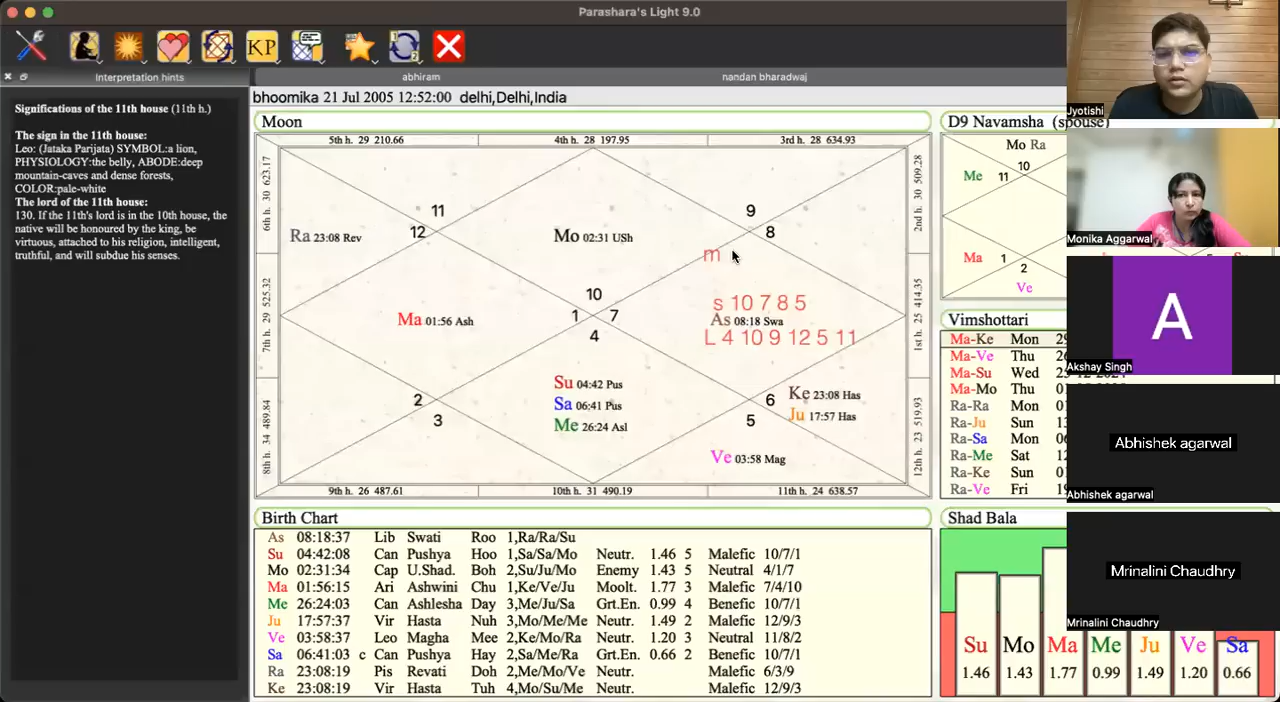 Parashara's Light 9.0
KP
Interpretation hints
abhiram
nandan bharadwaj
Significations of the 11th house (11th h.)
The sign in the 11th house:
Leo: (Jataka Parijata) SYMBOL:a lion,
PHYSIOLOGY:the belly, ABODE:deep
mountain-caves and dense forests,
COLOR:pale-white
The lord of the 11th house:
130. If the 11th's lord is in the 10th house, the
native will be honoured by the king, be
virtuous, attached to his religion, intelligent,
truthful, and will subdue his senses.
bhoomika 21 Jul 2005 12:52:00 delhi,Delhi,India
Moon
5th h. 29 210.66
4th h. 28 197.95
3rd h. 28 634.93
6th h. 30 623.17
7th h. 29 525.32
8th h. 34 489.84
2nd h. 30 509.28
1st h. 25 414.35
12th h. 23 519.93
11
12
9
8
Ra 23:08 Rev
Mo 02:31 USh
m
10
1
7
4
s 10 7 8 5
As 08:18 Swa
L 4 10 9 12 5 11
Ma 01:56 Ash
Su 04:42 Pus
Sa 06:41 Pus
Me 26:24 Asl
2
3
6
5
Ke 23:08 Has
Ju 17:57 Has
Ve 03:58 Mag
9th h. 26 487.61
10th h. 31 490.19
11th h. 24 638.57
Birth Chart
As 08:18:37 Lib Swati Roo 1,Ra/Ra/Su
Su 04:42:08 Can Pushya Hoo 1,Sa/Sa/Mo Neutr. 1.46 5 Malefic 10/7/1
Mo 02:31:34 Cap U.Shad. Boh 2,Su/Ju/Mo Enemy 1.43 5 Neutral 4/1/7
Ma 01:56:15 Ari Ashwini Chu 1,Ke/Ve/Ju Moolt. 1.77 3 Malefic 7/4/10
Me 26:24:03 Can Ashlesha Day 3,Me/Ju/Sa Grt.En. 0.99 4 Benefic 10/7/1
Ju 17:57:37 Vir Hasta Nuh 3,Mo/Me/Me Neutr. 1.49 2 Malefic 12/9/3
Ve 03:58:37 Leo Magha Mee 2,Ke/Mo/Ra Neutr. 1.20 3 Neutral 11/8/2
Sa 06:41:03 c Can Pushya Hay 2,Sa/Me/Ra Grt.En. 0.66 2 Benefic 10/7/1
Ra 23:08:19 Pis Revati Doh 2,Me/Mo/Ve Neutr. Malefic 6/3/9
Ke 23:08:19 Vir Hasta Tuh 4,Mo/Su/Me Neutr. Malefic 12/9/3
D9 Navamsha (spouse)
Mo Ra
Me 11
10
Ma 1
2
Ve
Vimshottari
Ma-Ke Mon
Ma-Ve Thu
Ma-Su Wed
Ma-Mo Thu
Ra-Ra Mon
Ra-Ju Sun
Ra-Sa Mon
Ra-Me Sat
Ra-Ke Sun
Ra-Ve Fri
Shad Bala
Su Mo Ma Me Ju Ve Sa
1.46 1.43 1.77 0.99 1.49 1.20 0.66
Jyotishi
Monika Aggarwal
A
Akshay Singh
Abhishek agarwal
Abhishek agarwal
Mrinalini Chaudhry
Mrinalini Chaudhry